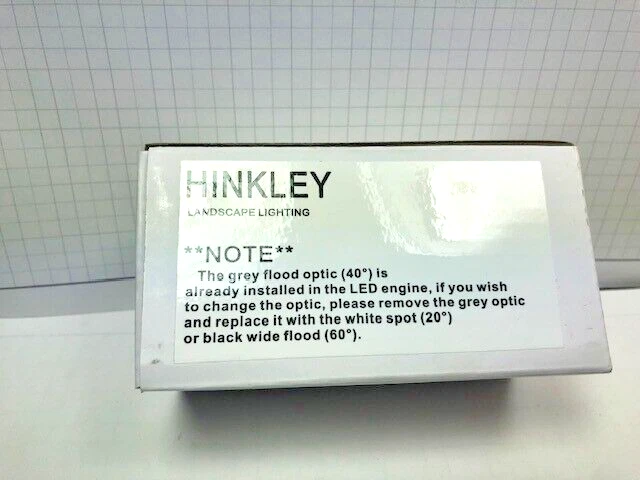 HINKLEY
LANDSCAPE LIGHTING
**NOTE**
The grey flood optic (40°) is
already installed in the LED engine, if you wish
to change the optic, please remove the grey optic
and replace it with the white spot (20°)
or black wide flood (60°).